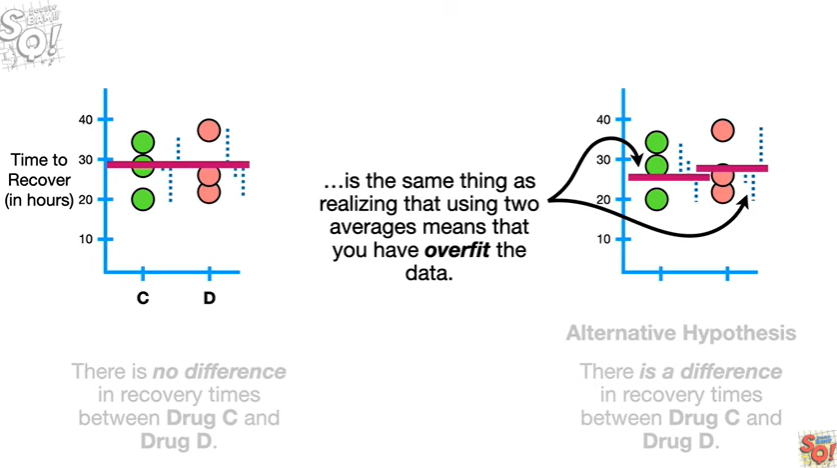 40
30
20
10
Time to
Recover
(in hours)
C
D
…is the same thing as
realizing that using two
averages means that
you have overfit the
data.
40
30
20
10
There is no difference
in recovery times
between Drug C and
Drug D.
Alternative Hypothesis
There is a difference
in recovery times
between Drug C and
Drug D.